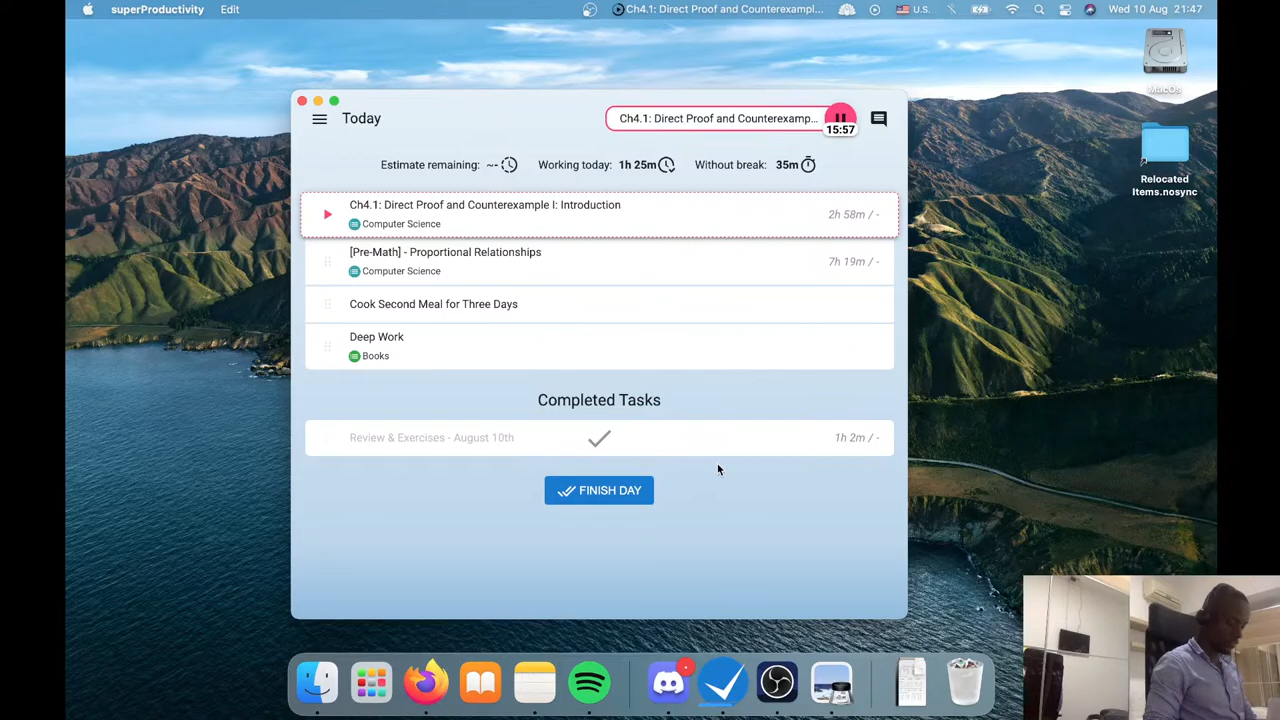 superProductivity Edit Ch4.1: Direct Proof and Counterexampl... U.S. Wed 10 Aug 21:47
MacOs
Relocated
Items.nosync
Today Ch4.1: Direct Proof and Counterexamp...
15:57
Estimate remaining: ~- Working today: 1h 25m Without break: 35m
Ch4.1: Direct Proof and Counterexample I: Introduction
Computer Science
2h 58m / -
[Pre-Math] - Proportional Relationships
Computer Science
7h 19m / -
Cook Second Meal for Three Days
Deep Work
Books
Completed Tasks
Review & Exercises - August 10th 1h 2m / -
FINISH DAY